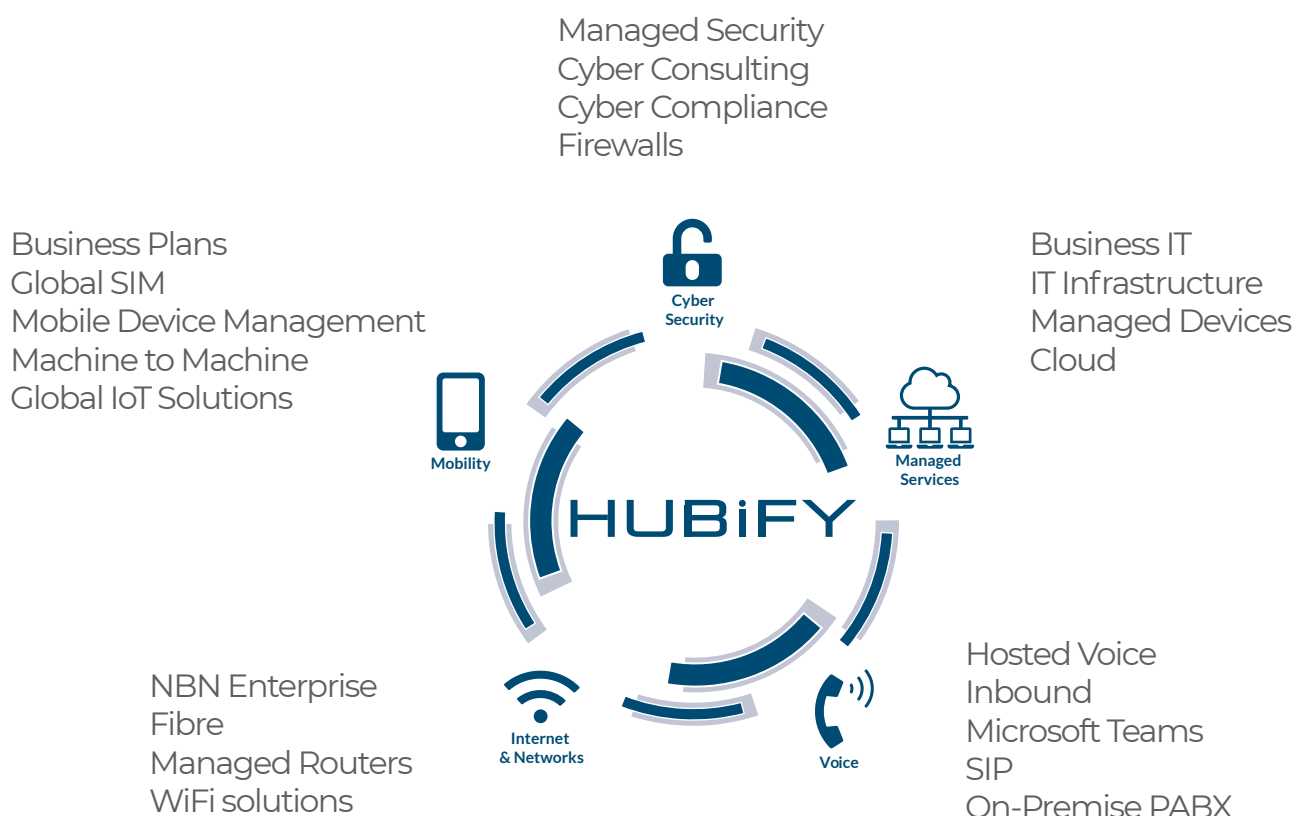 Managed Security
Cyber Consulting
Cyber Compliance
Firewalls
Business Plans
Global SIM
Mobile Device Management
Machine to Machine
Global IoT Solutions
Business IT
IT Infrastructure
Managed Devices
Cloud
Cyber
Security
Mobility
Managed
Services
HUBiFY
Internet
& Networks
Voice
NBN Enterprise
Fibre
Managed Routers
WiFi solutions
Hosted Voice
Inbound
Microsoft Teams
SIP
On-Premise PABX